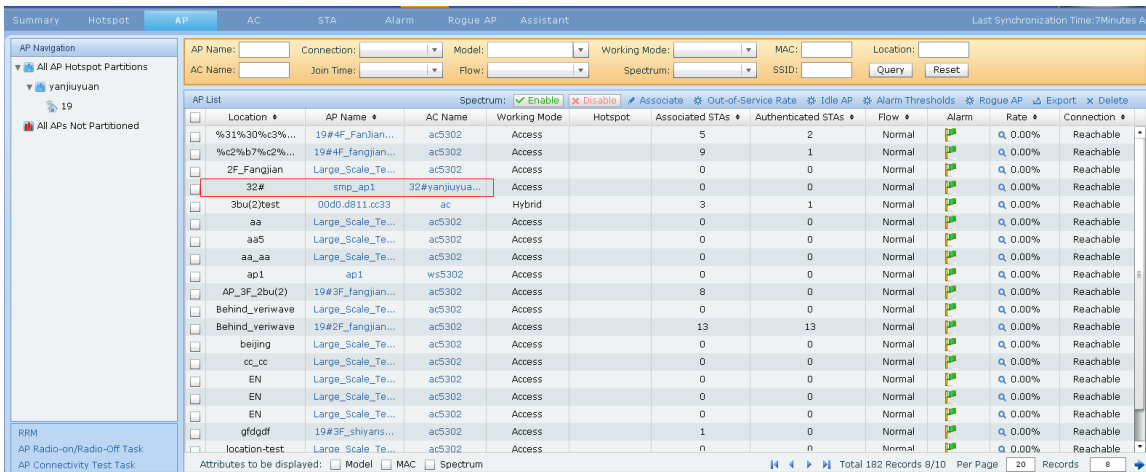 Summary Hotspot AP AC STA Alarm Rogue AP Assistant Last Synchronization Time:7Minutes A
AP Navigation
All AP Hotspot Partitions
yanjiuyuan
19
All APs Not Partitioned
RRM
AP Radio-on/Radio-Off Task
AP Connectivity Test Task
AP Name: Connection: Model: Working Mode: MAC: Location:
AC Name: Join Time: Flow: Spectrum: SSID: Query Reset
AP List Spectrum: Enable Disable Associate Out-of-Service Rate Idle AP Alarm Thresholds Rogue AP Export Delete
Location AP Name AC Name Working Mode Hotspot Associated STAs Authenticated STAs Flow Alarm Rate Connection
%31%30%c3%... 19#4F_FanJian... ac5302 Access 5 2 Normal 0.00% Reachable
%c2%b7%c2%... 19#4F_fangjian... ac5302 Access 9 1 Normal 0.00% Reachable
2F_Fangjian Large_Scale_Te... ac5302 Access 0 0 Normal 0.00% Reachable
32# smp_ap1 32#yanjiuyua... Access 0 0 Normal 0.00% Reachable
3bu(2)test 00d0.d811.cc33 ac Hybrid 3 1 Normal 0.00% Reachable
aa Large_Scale_Te... ac5302 Access 0 0 Normal 0.00% Reachable
aa5 Large_Scale_Te... ac5302 Access 0 0 Normal 0.00% Reachable
aa_aa Large_Scale_Te... ac5302 Access 0 0 Normal 0.00% Reachable
ap1 ap1 ws5302 Access 0 0 Normal 0.00% Reachable
AP_3F_2bu(2) 19#3F_fangjian... ac5302 Access 8 0 Normal 0.00% Reachable
Behind_veriwave Large_Scale_Te... ac5302 Access 0 0 Normal 0.00% Reachable
Behind_veriwave 19#2F_fangjian... ac5302 Access 13 13 Normal 0.00% Reachable
beijing Large_Scale_Te... ac5302 Access 0 0 Normal 0.00% Reachable
cc_cc Large_Scale_Te... ac5302 Access 0 0 Normal 0.00% Reachable
EN Large_Scale_Te... ac5302 Access 0 0 Normal 0.00% Reachable
EN Large_Scale_Te... ac5302 Access 0 0 Normal 0.00% Reachable
EN Large_Scale_Te... ac5302 Access 0 0 Normal 0.00% Reachable
gfdgdf 19#3F_shiyans... ac5302 Access 1 0 Normal 0.00% Reachable
location-test Large_Scale_Te... ac5302 Access 0 0 Normal 0.00% Reachable
Attributes to be displayed: Model MAC Spectrum Total 182 Records 8/10 Per Page 20 Records 8